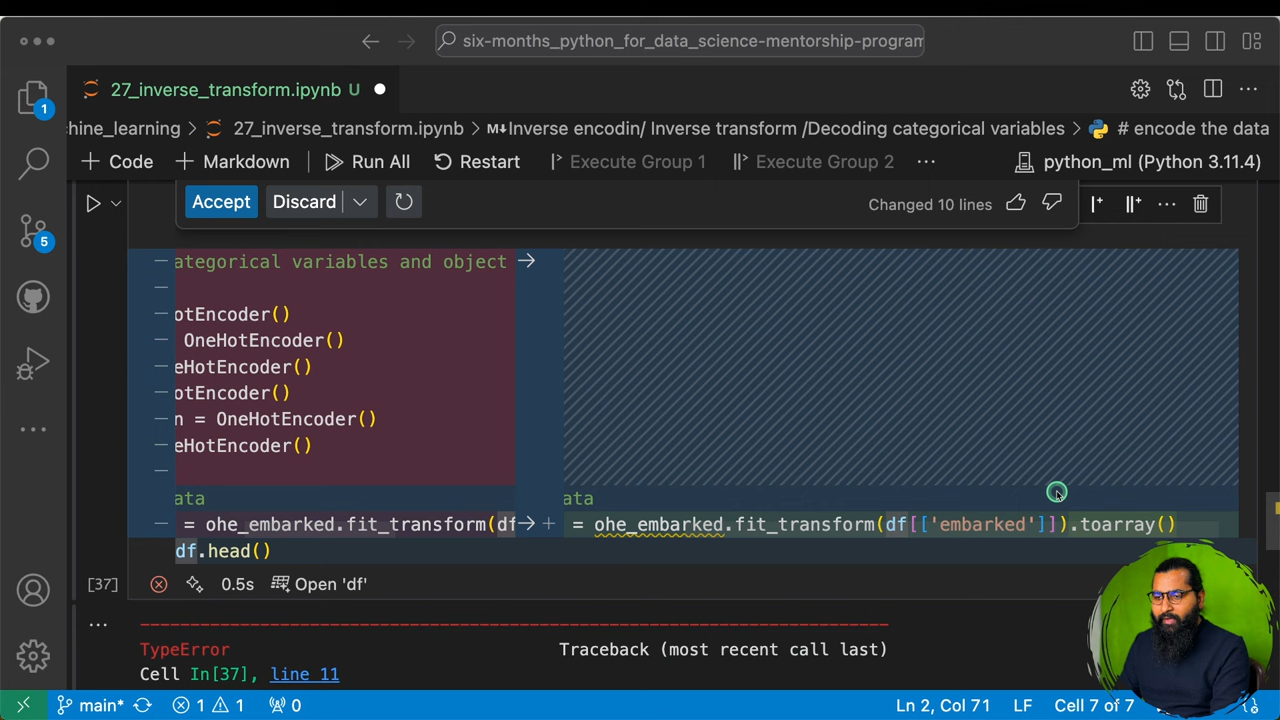 six-months_python_for_data_science-mentorship-program
1
27_inverse_transform.ipynb U
hine_learning > 27_inverse_transform.ipynb > M↓Inverse encodin/ Inverse transform /Decoding categorical variables > # encode the data
+ Code + Markdown Run All Restart Execute Group 1 Execute Group 2 ... python_ml (Python 3.11.4)
Accept Discard Changed 10 lines
5
ategorical variables and object
otEncoder()
OneHotEncoder()
eHotEncoder()
otEncoder()
n = OneHotEncoder()
eHotEncoder()
ata ata
= ohe_embarked.fit_transform(df + = ohe_embarked.fit_transform(df[['embarked']]).toarray()
df.head()
[37] 0.5s Open 'df'
TypeError Traceback (most recent call last)
Cell In[37], line 11
main* 1 1 0 Ln 2, Col 71 LF Cell 7 of 7